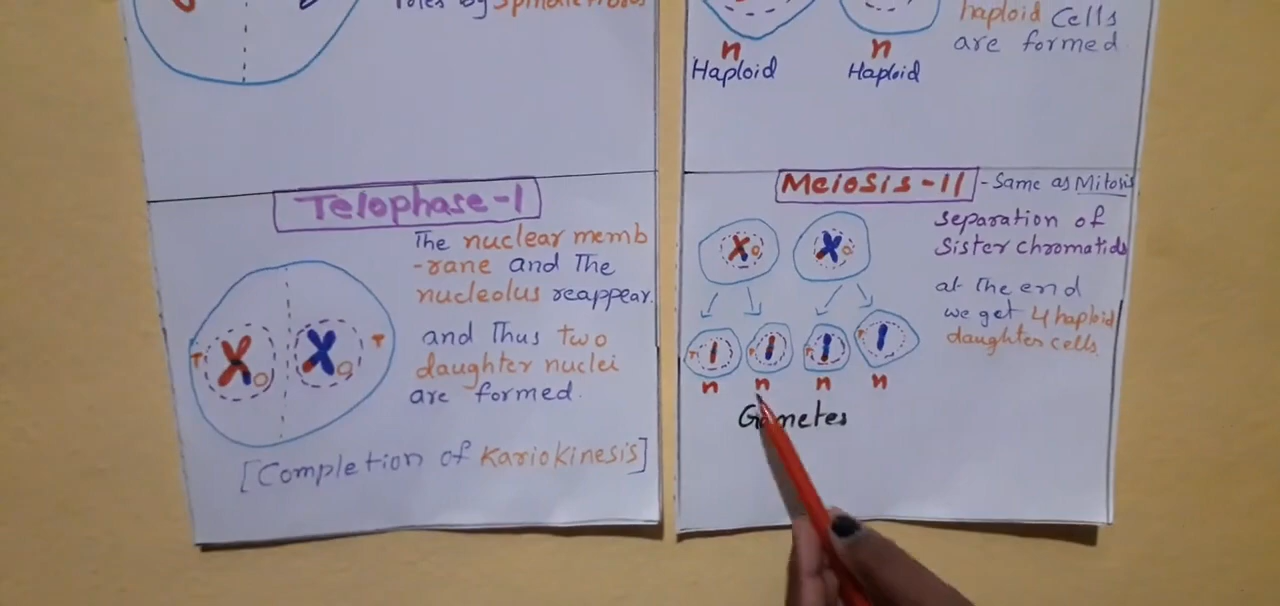 Poles by Spindle fibres
n
Haploid
n
Haploid
haploid Cells
are formed
Telophase-I
The nuclear memb
-rane and The
nucleolus reappear.
and Thus two
daughter nuclei
are formed.
[Completion of Kariokinesis]
Meiosis-II - Same as Mitosis
Separation of
Sister chromatids
at The end
we get 4 haploid
daughter cells.
n n n n
Gametes